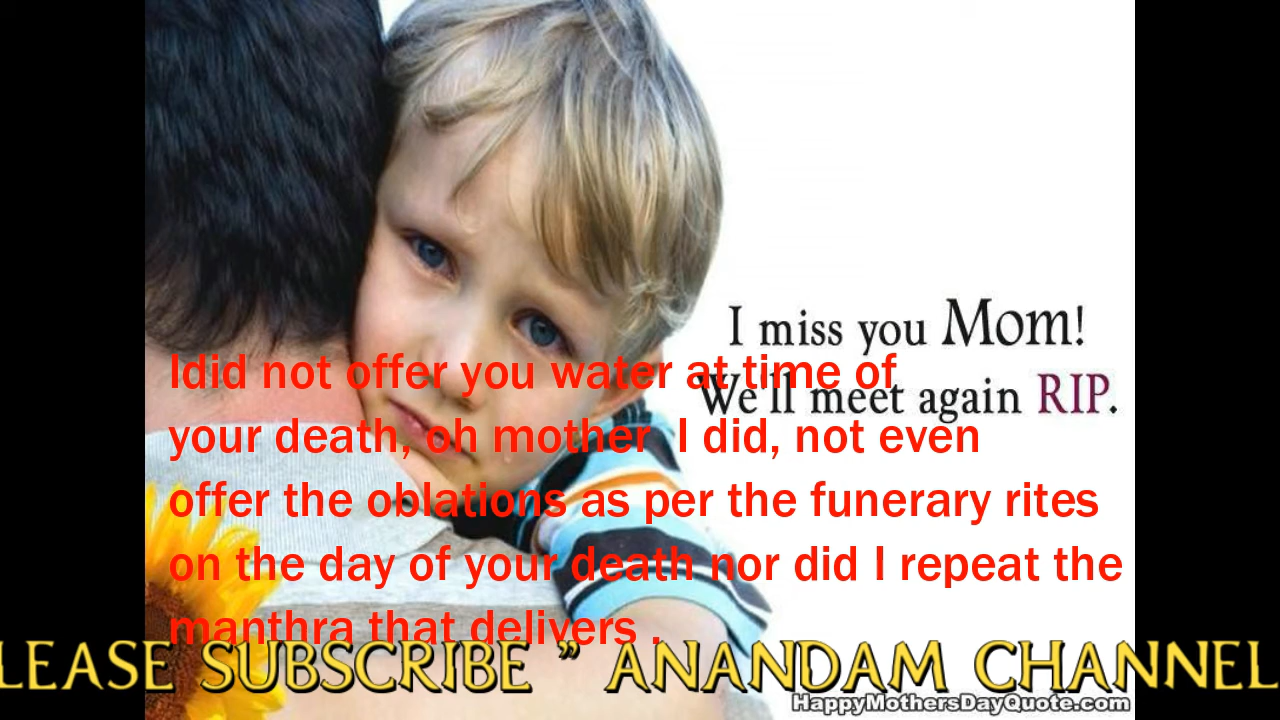 I miss you Mom!
We'll meet again RIP.
Idid not offer you water at time of
your death, oh mother I did, not even
offer the oblations as per the funerary rites
on the day of your death nor did I repeat the
manthra that delivers .
LEASE SUBSCRIBE " ANANDAM CHANNEL
HappyMothersDayQuote.com